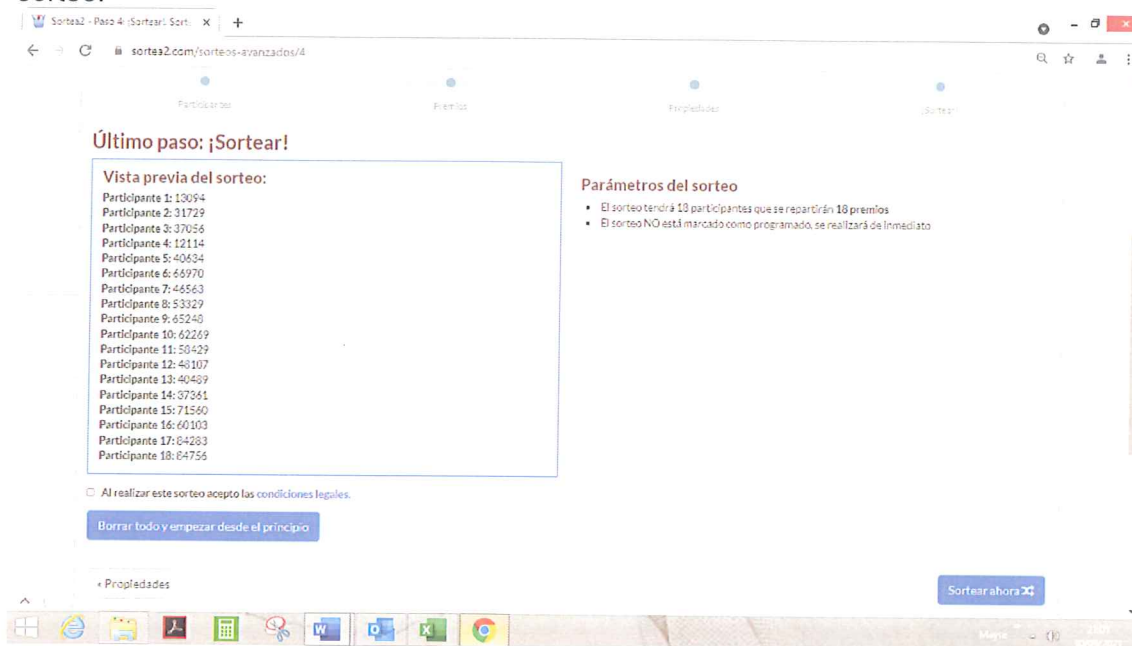 Sortea2 - Paso 4: ¡Sortear! Sort
sortea2.com/sorteos-avanzados/4
Participantes
Premios
Propiedades
¡Sortear!
Último paso: ¡Sortear!
Vista previa del sorteo:
Participante 1: 13094
Participante 2: 31729
Participante 3: 37056
Participante 4: 12114
Participante 5: 40634
Participante 6: 66970
Participante 7: 46563
Participante 8: 53329
Participante 9: 65248
Participante 10: 62269
Participante 11: 50429
Participante 12: 48107
Participante 13: 40489
Participante 14: 37361
Participante 15: 71560
Participante 16: 60103
Participante 17: 84283
Participante 18: 84756
Parámetros del sorteo
El sorteo tendrá 18 participantes que se repartirán 18 premios
El sorteo NO está marcado como programado, se realizará de inmediato
Al realizar este sorteo acepto las condiciones legales.
Borrar todo y empezar desde el principio
‹ Propiedades
Sortear ahora